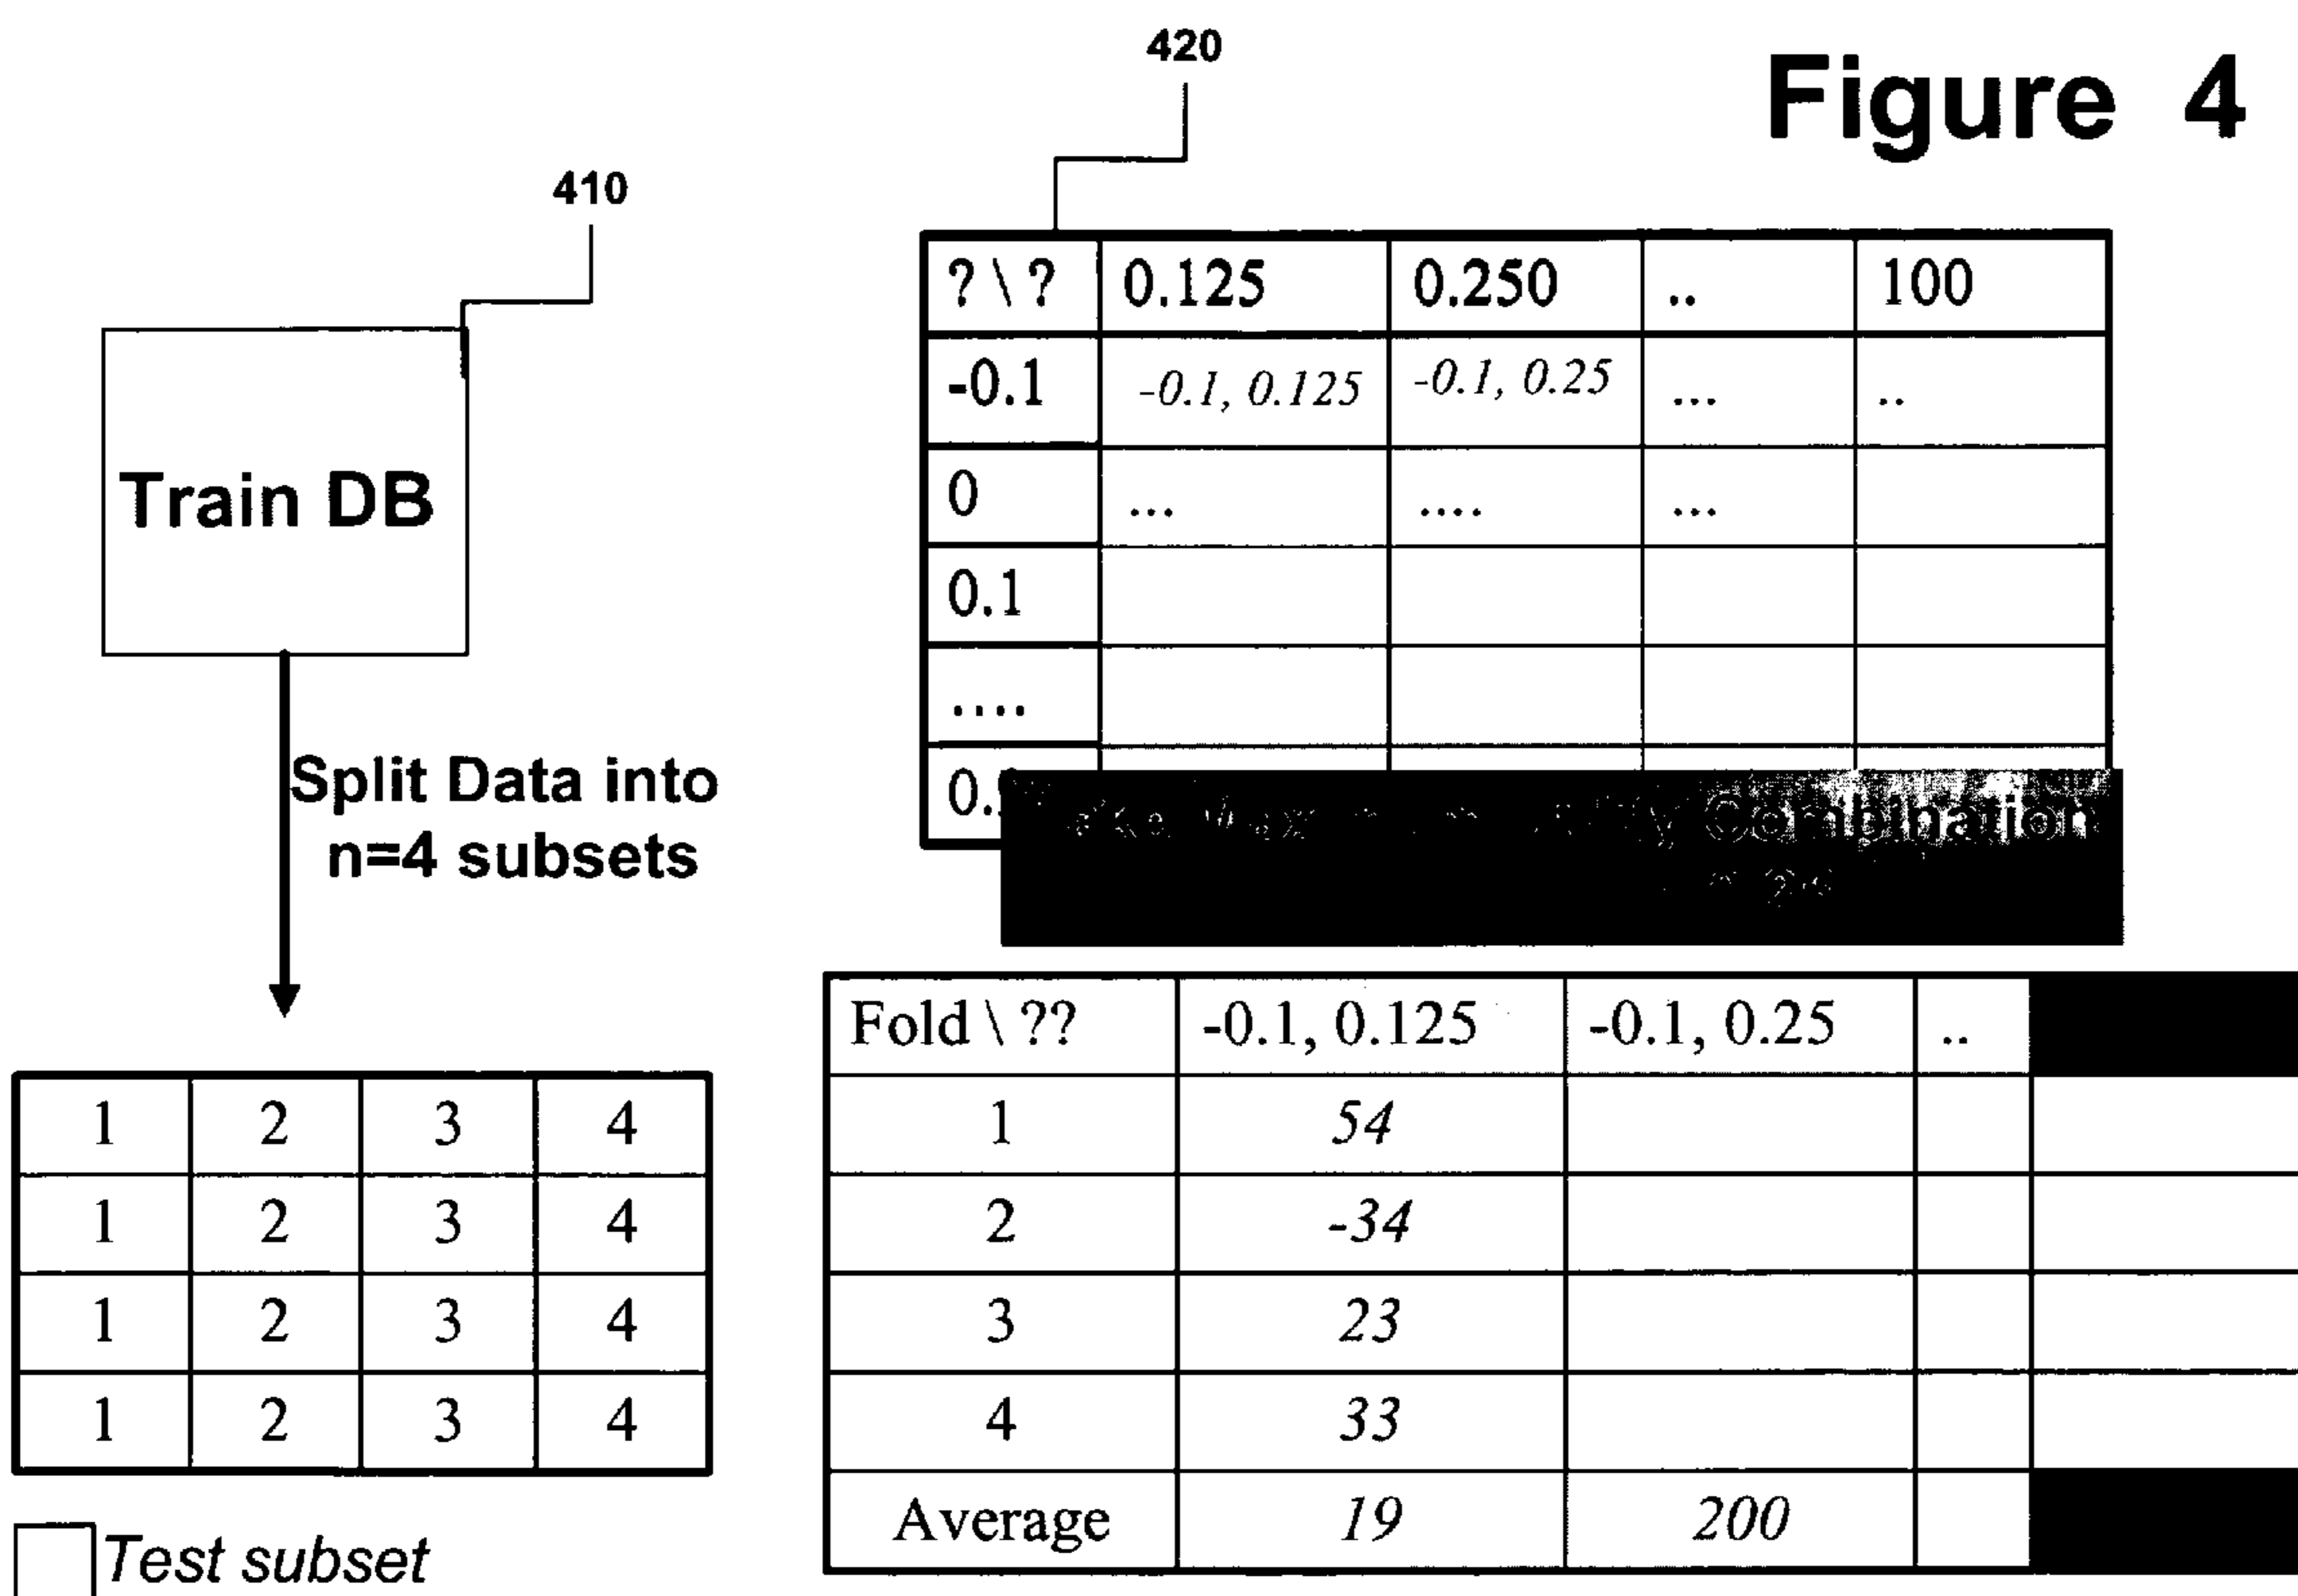 Figure 4
420
410
Train DB
Split Data into
n=4 subsets
? \ ? 0.125 0.250 .. 100
-0.1 -0.1, 0.125 -0.1, 0.25 ... ..
0 ... .... ...
0.1
....
Combination
1 2 3 4
1 2 3 4
1 2 3 4
1 2 3 4
Test subset
Fold \ ?? -0.1, 0.125 -0.1, 0.25 ..
1 54
2 -34
3 23
4 33
Average 19 200